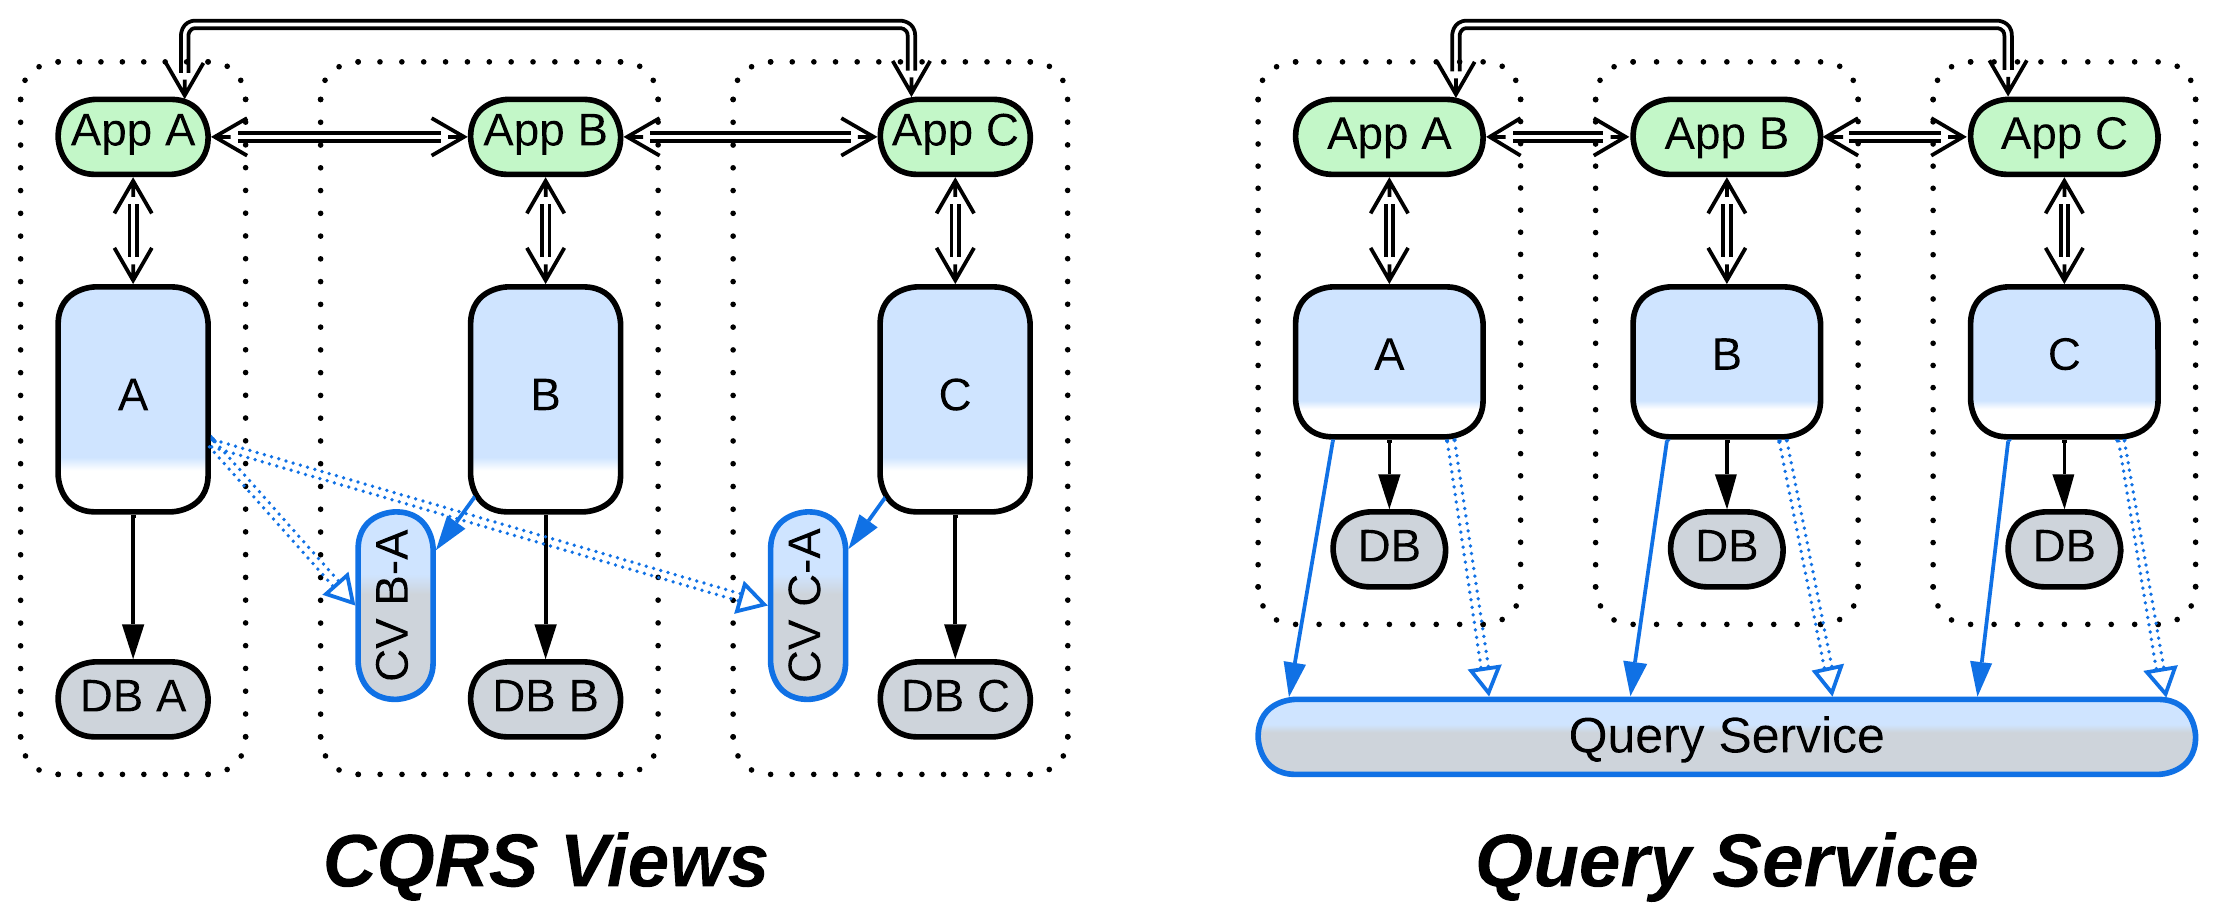 App A
App B
App C
A
B
C
CV B-A
CV C-A
DB A
DB B
DB C
CQRS Views
App A
App B
App C
A
B
C
DB
DB
DB
Query Service
Query Service